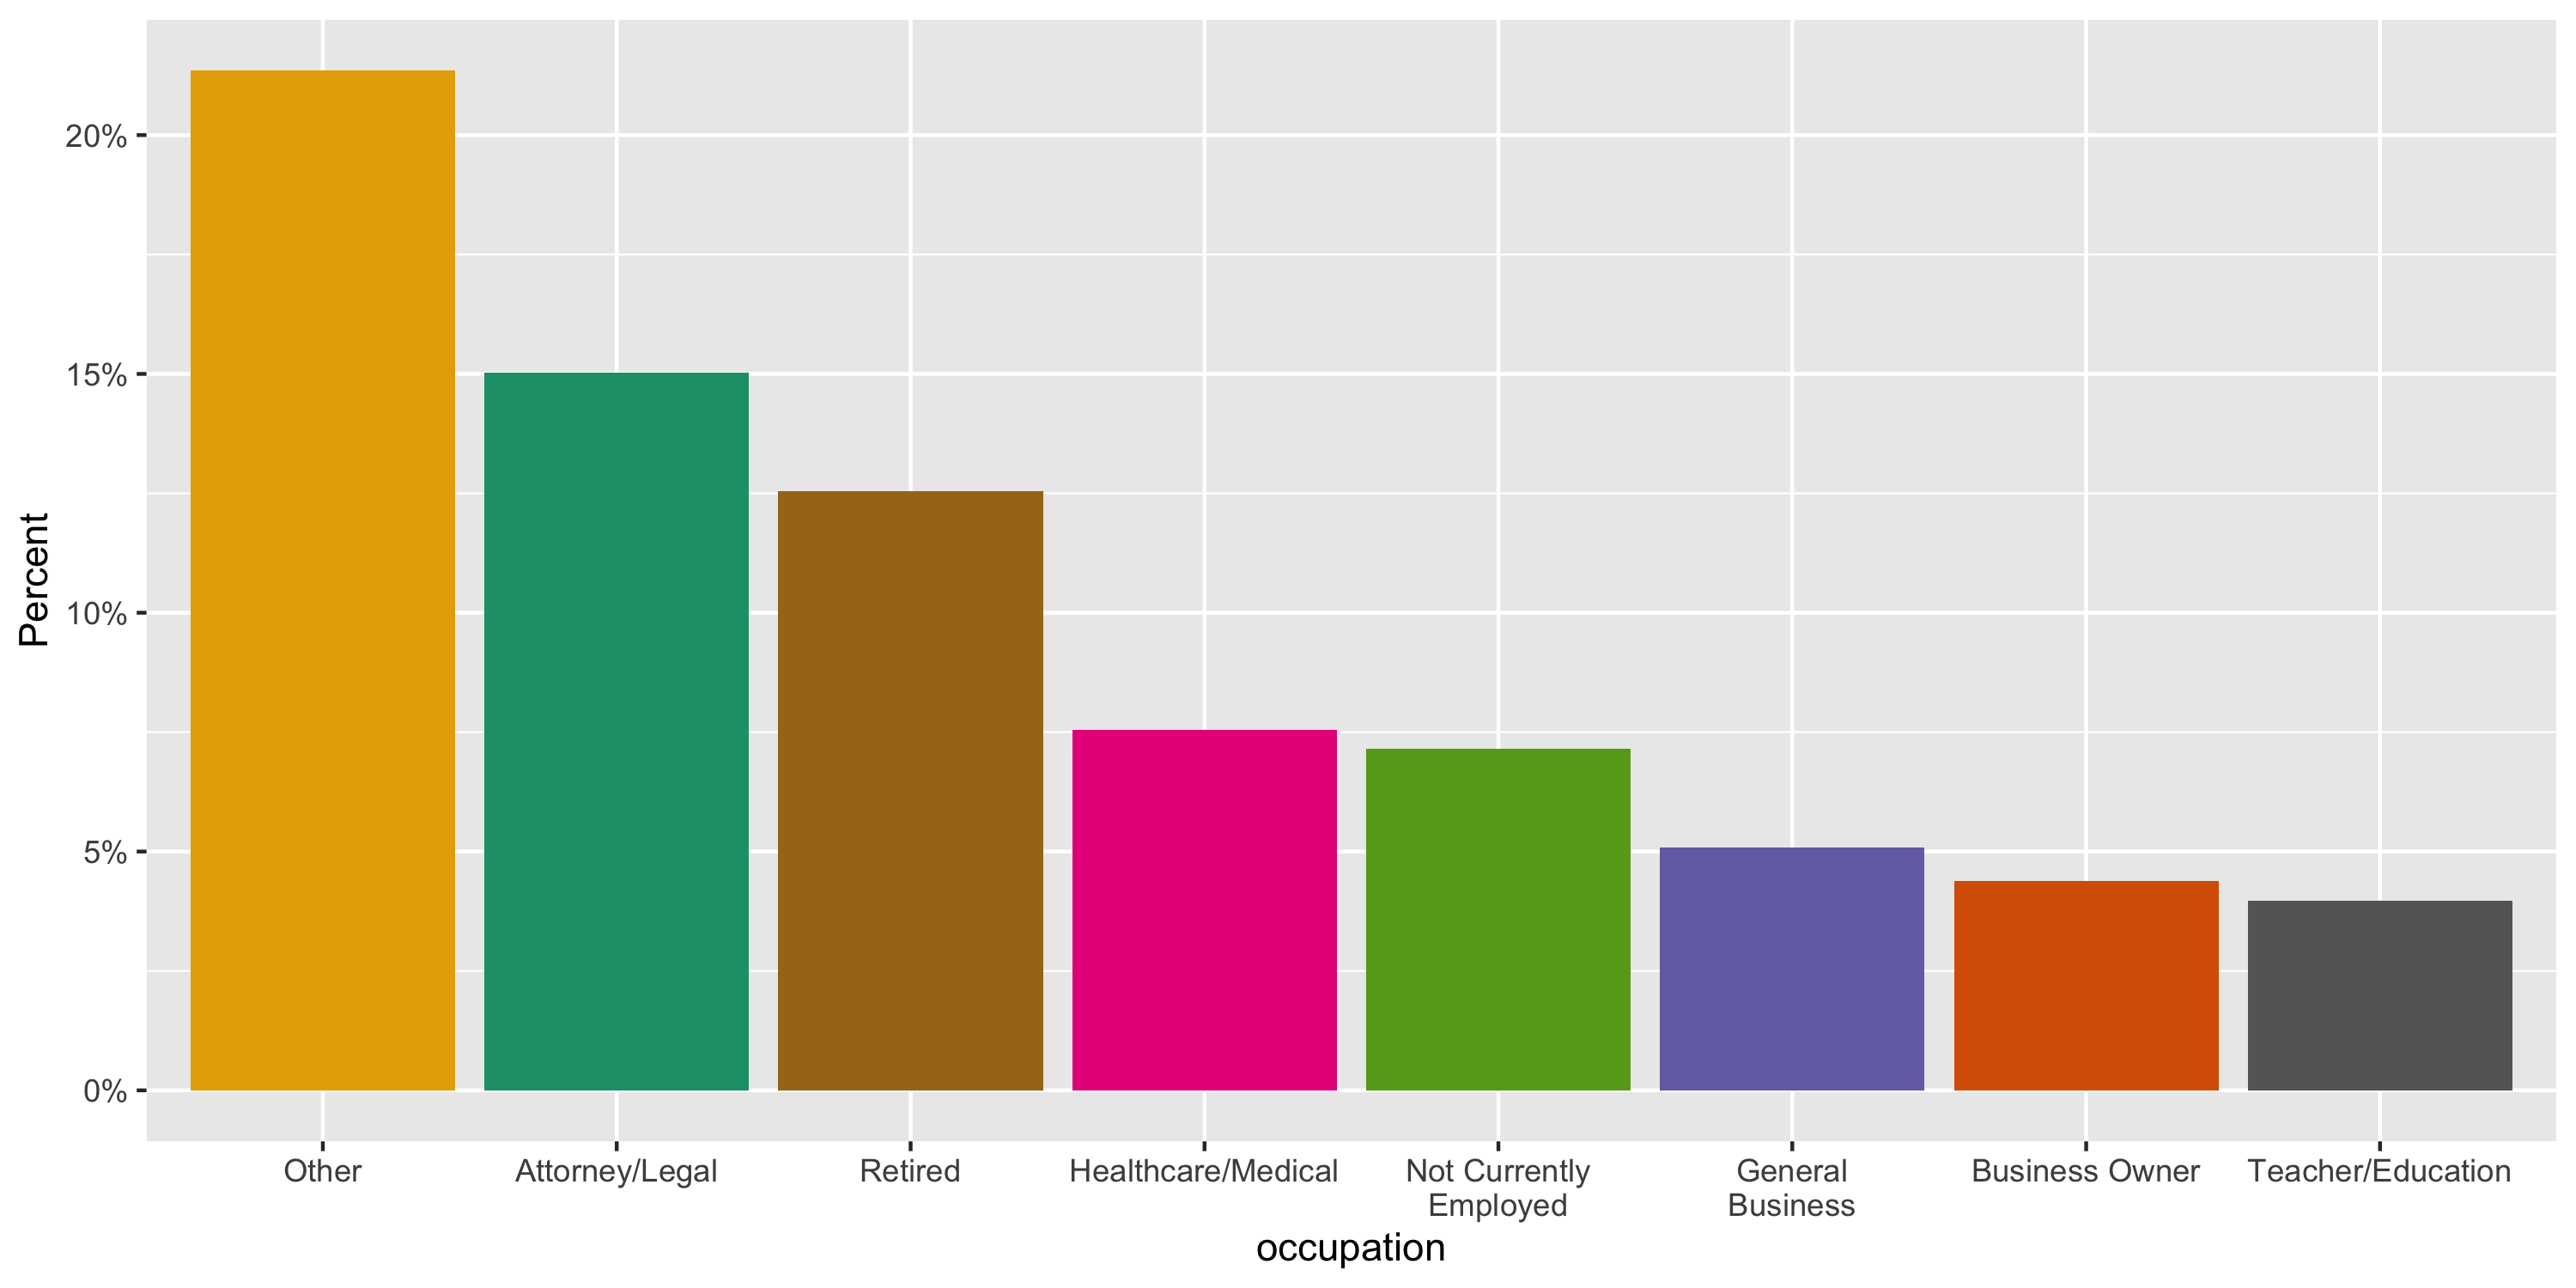 Percent
20%
15%
10%
5%
0%
Other
Attorney/Legal
Retired
Healthcare/Medical
Not Currently
Employed
General
Business
Business Owner
Teacher/Education
occupation